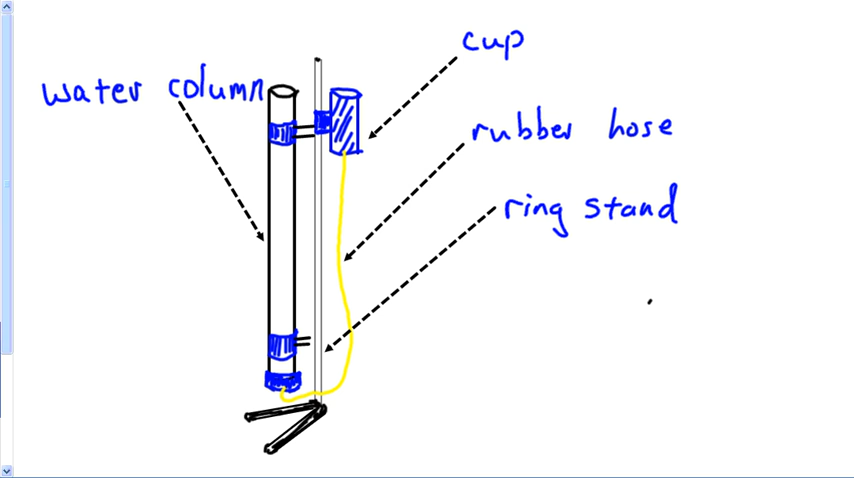 cup
water column
rubber hose
ring stand